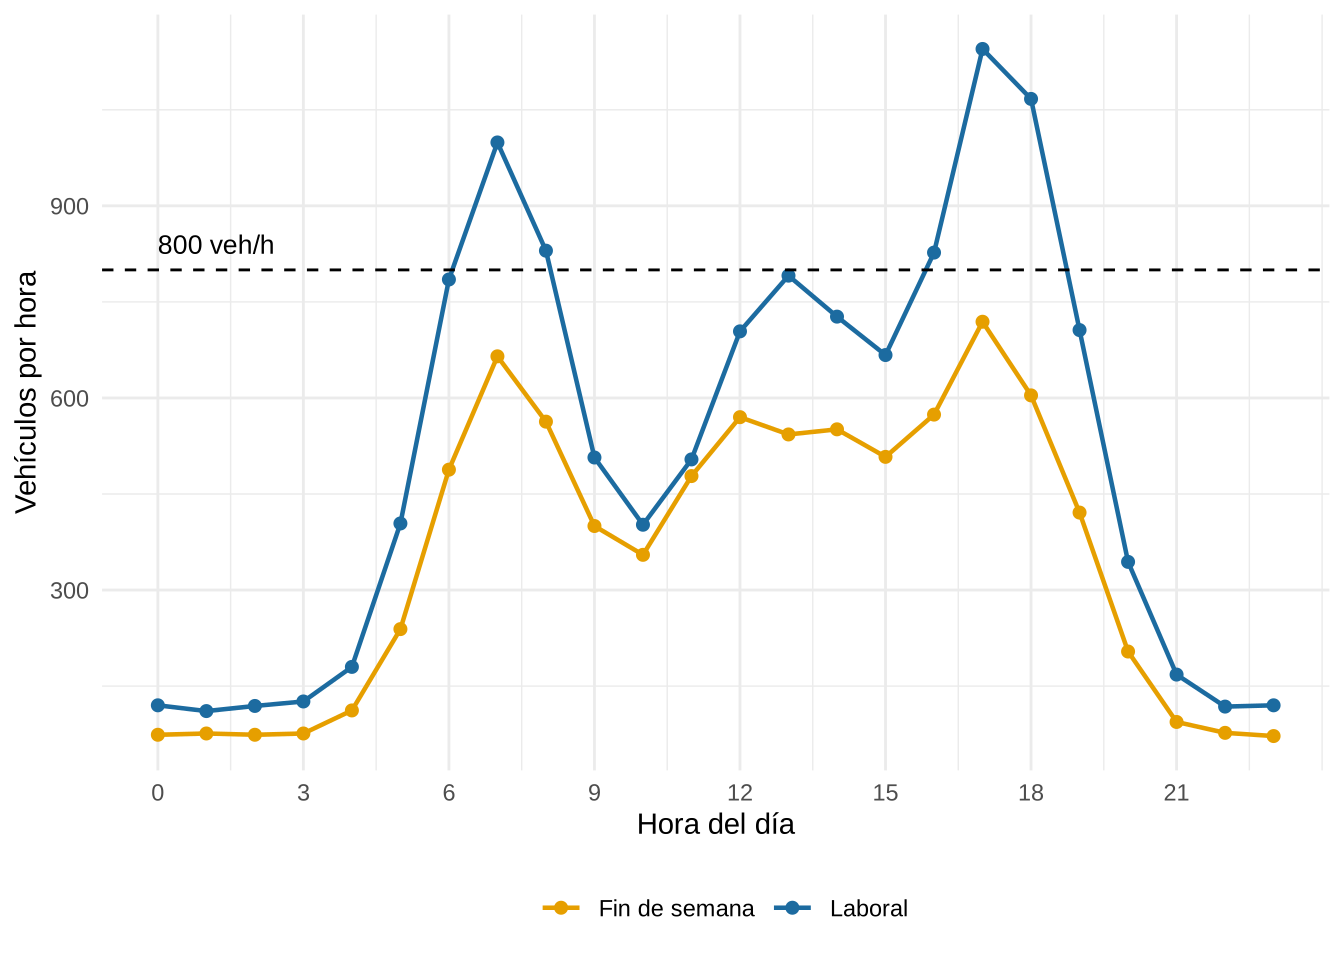 900
800 veh/h
600
300
Vehículos por hora
0 3 6 9 12 15 18 21
Hora del día
Fin de semana Laboral